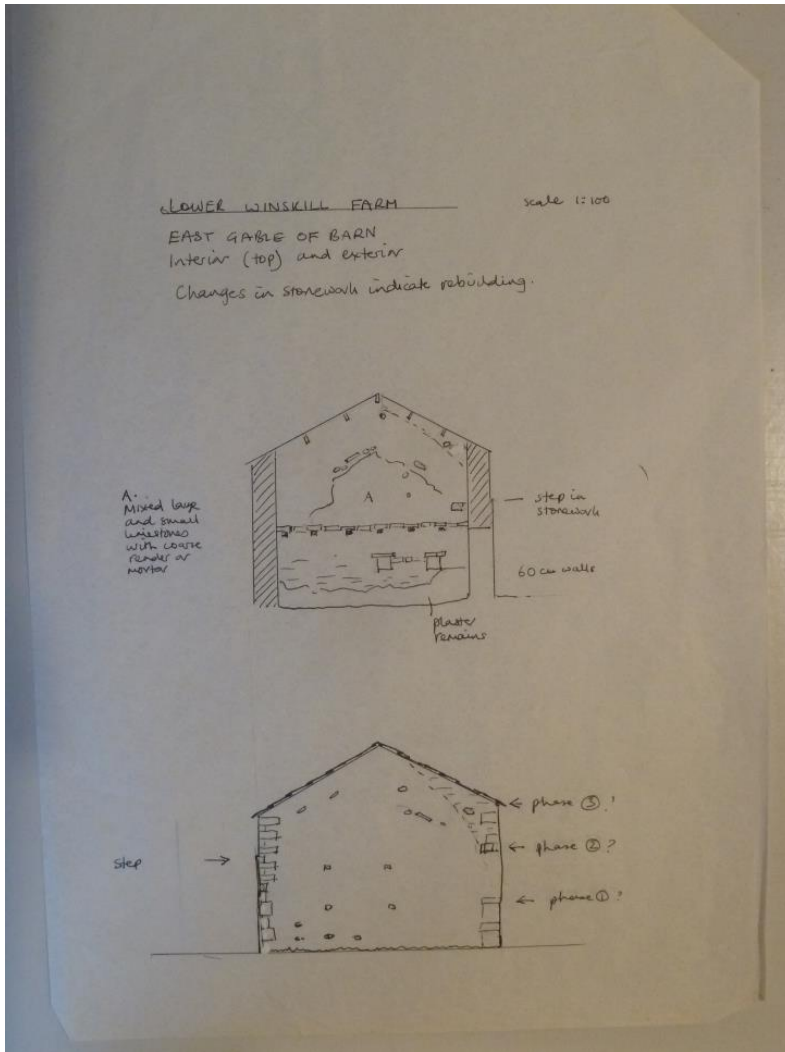 LOWER WINSKILL FARM
scale 1:100
EAST GABLE OF BARN
Interior (top) and exterior
Changes in stonework indicate rebuilding.
A.
Mixed large
and small
limestones
with coarse
render or
mortar
A
step in
stonework
60 cm walls
plaster
remains
← phase ③?
← phase ②?
step →
← phase ①?